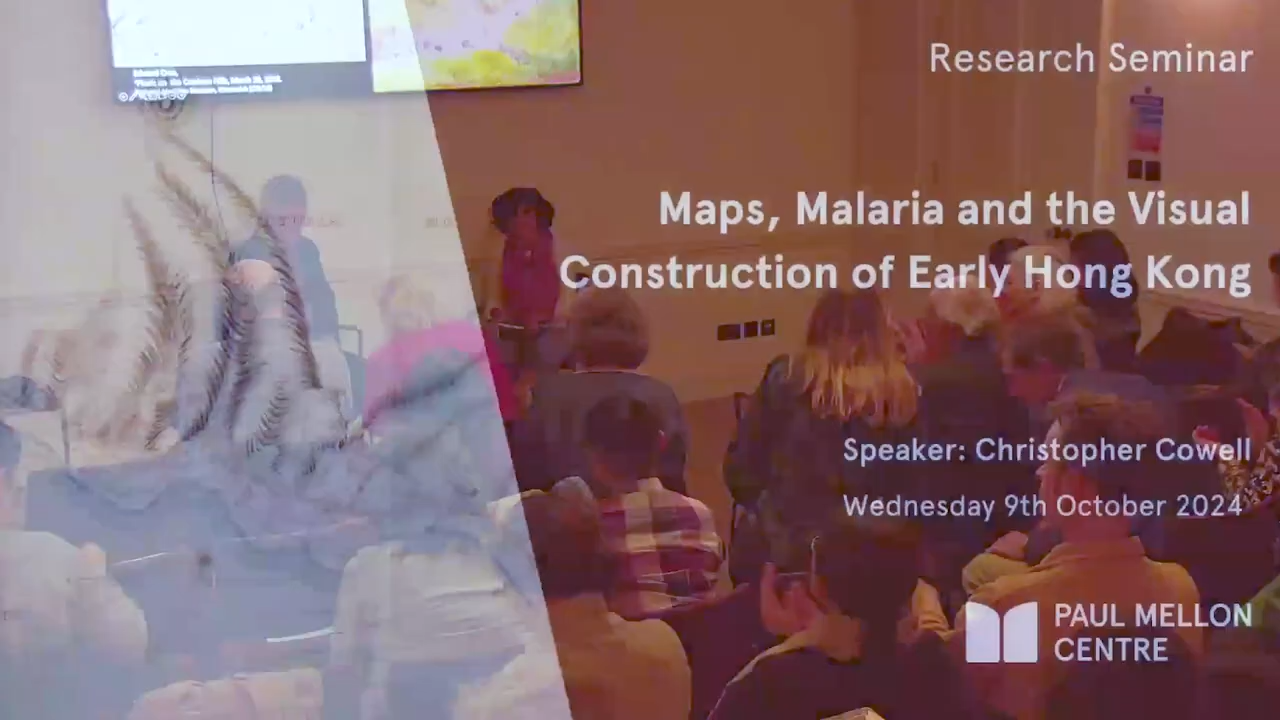 Research Seminar
Maps, Malaria and the Visual
Construction of Early Hong Kong
Speaker: Christopher Cowell
Wednesday 9th October 2024
PAUL MELLON
CENTRE